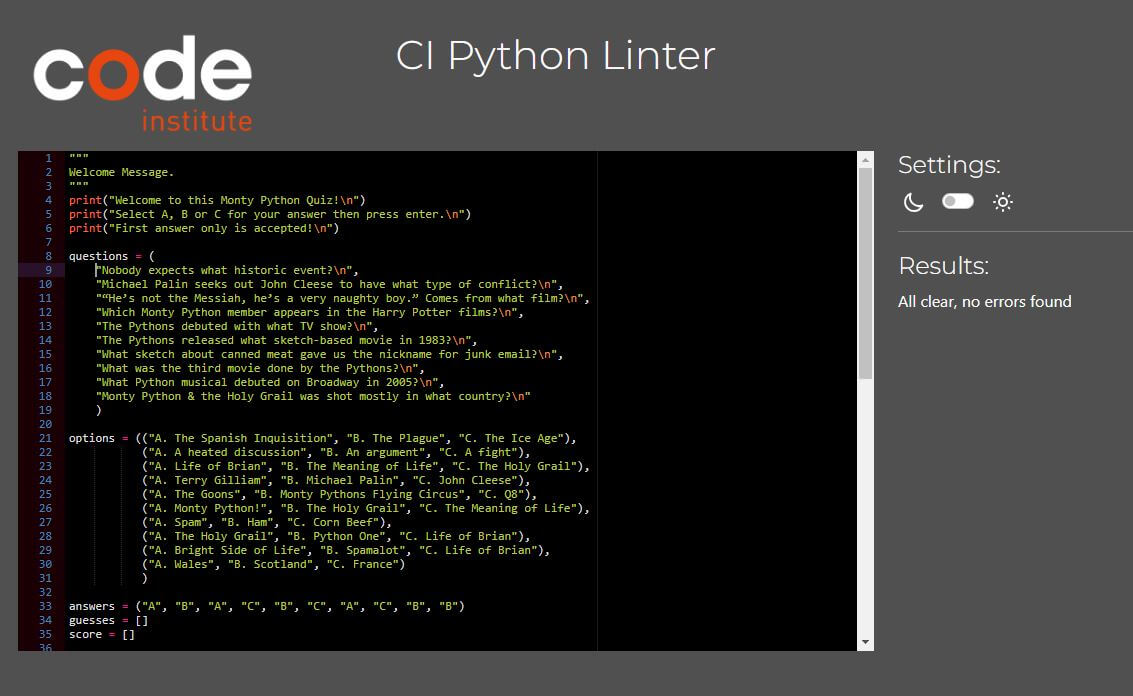 code
institute
CI Python Linter
1 """
2 Welcome Message.
3 """
4 print("Welcome to this Monty Python Quiz!\n")
5 print("Select A, B or C for your answer then press enter.\n")
6 print("First answer only is accepted!\n")
7
8 questions = (
9     "Nobody expects what historic event?\n",
10     "Michael Palin seeks out John Cleese to have what type of conflict?\n",
11     "“He’s not the Messiah, he’s a very naughty boy.” Comes from what film?\n",
12     "Which Monty Python member appears in the Harry Potter films?\n",
13     "The Pythons debuted with what TV show?\n",
14     "The Pythons released what sketch-based movie in 1983?\n",
15     "What sketch about canned meat gave us the nickname for junk email?\n",
16     "What was the third movie done by the Pythons?\n",
17     "What Python musical debuted on Broadway in 2005?\n",
18     "Monty Python & the Holy Grail was shot mostly in what country?\n"
19     )
20
21 options = (("A. The Spanish Inquisition", "B. The Plague", "C. The Ice Age"),
22            ("A. A heated discussion", "B. An argument", "C. A fight"),
23            ("A. Life of Brian", "B. The Meaning of Life", "C. The Holy Grail"),
24            ("A. Terry Gilliam", "B. Michael Palin", "C. John Cleese"),
25            ("A. The Goons", "B. Monty Pythons Flying Circus", "C. Q8"),
26            ("A. Monty Python!", "B. The Holy Grail", "C. The Meaning of Life"),
27            ("A. Spam", "B. Ham", "C. Corn Beef"),
28            ("A. The Holy Grail", "B. Python One", "C. Life of Brian"),
29            ("A. Bright Side of Life", "B. Spamalot", "C. Life of Brian"),
30            ("A. Wales", "B. Scotland", "C. France")
31            )
32
33 answers = ("A", "B", "A", "C", "B", "C", "A", "C", "B", "B")
34 guesses = []
35 score = []
36
Settings:
Results:
All clear, no errors found